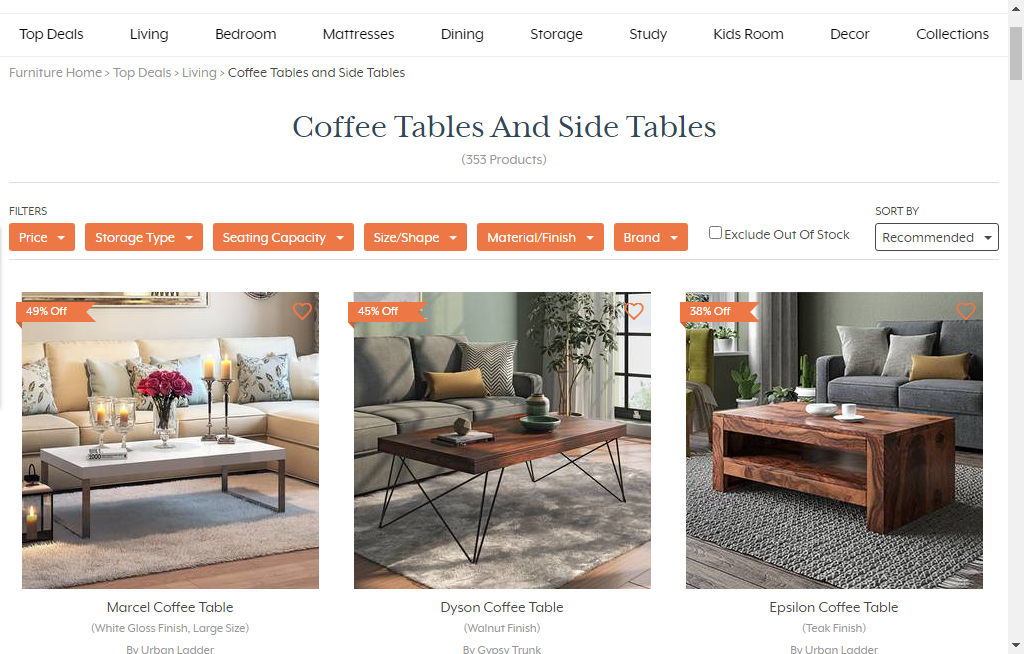 Top Deals Living Bedroom Mattresses Dining Storage Study Kids Room Decor Collections
Furniture Home > Top Deals > Living > Coffee Tables and Side Tables
Coffee Tables And Side Tables
(353 Products)
FILTERS SORT BY
Price Storage Type Seating Capacity Size/Shape Material/Finish Brand Exclude Out Of Stock Recommended
49% Off 45% Off 38% Off
Marcel Coffee Table Dyson Coffee Table Epsilon Coffee Table
(White Gloss Finish, Large Size) (Walnut Finish) (Teak Finish)
By Urban Ladder By Gypsy Trunk By Urban Ladder